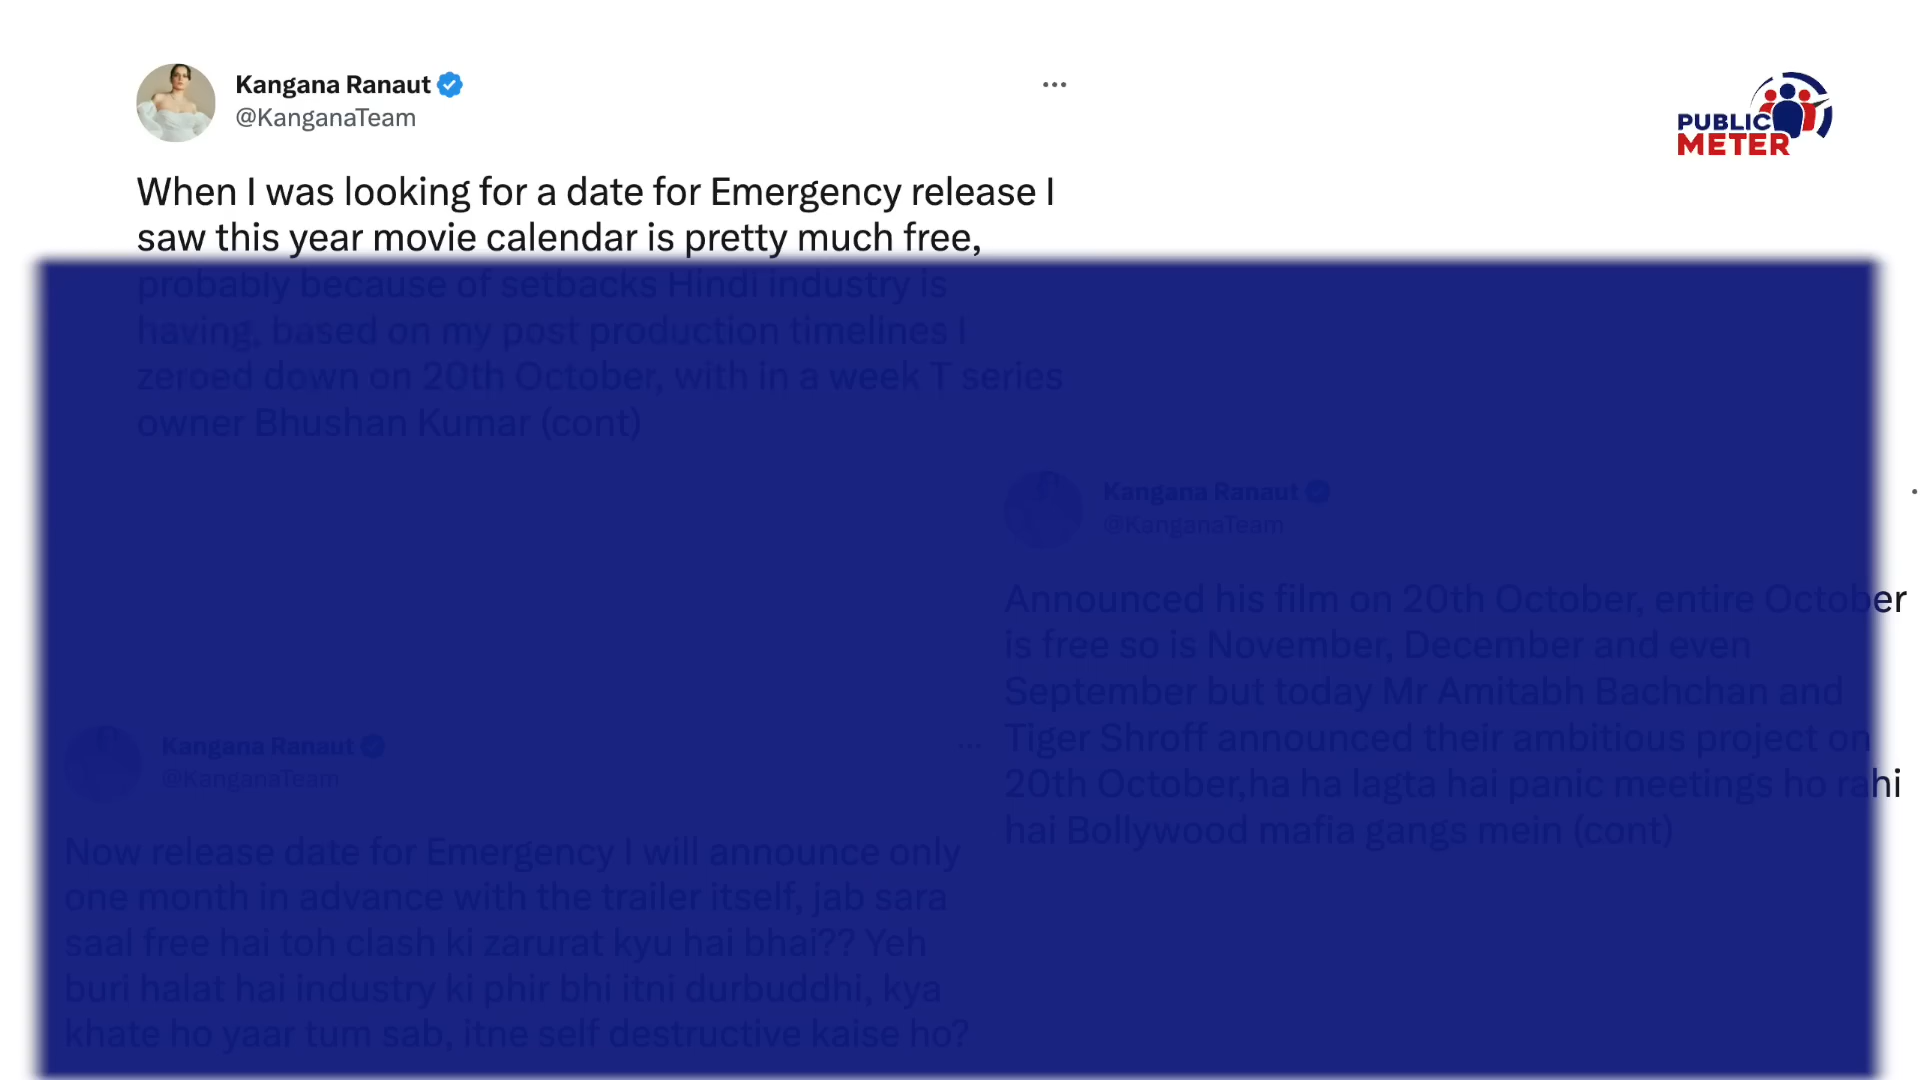 Kangana Ranaut
@KanganaTeam
When I was looking for a date for Emergency release I
saw this year movie calendar is pretty much free,
probably because of setbacks Hindi industry is
having, based on my post production timelines I
zeroed down on 20th October, with in a week T series
owner Bhushan Kumar (cont)
PUBLIC
METER
Kangana Ranaut
@KanganaTeam
Announced his film on 20th October, entire October
is free so is November, December and even
September but today Mr Amitabh Bachchan and
Tiger Shroff announced their ambitious project on
20th October,ha ha lagta hai panic meetings ho rahi
hai Bollywood mafia gangs mein (cont)
Kangana Ranaut
@KanganaTeam
Now release date for Emergency I will announce only
one month in advance with the trailer itself, jab sara
saal free hai toh clash ki zarurat kyu hai bhai?? Yeh
buri halat hai industry ki phir bhi itni durbuddhi, kya
khate ho yaar tum sab, itne self destructive kaise ho?